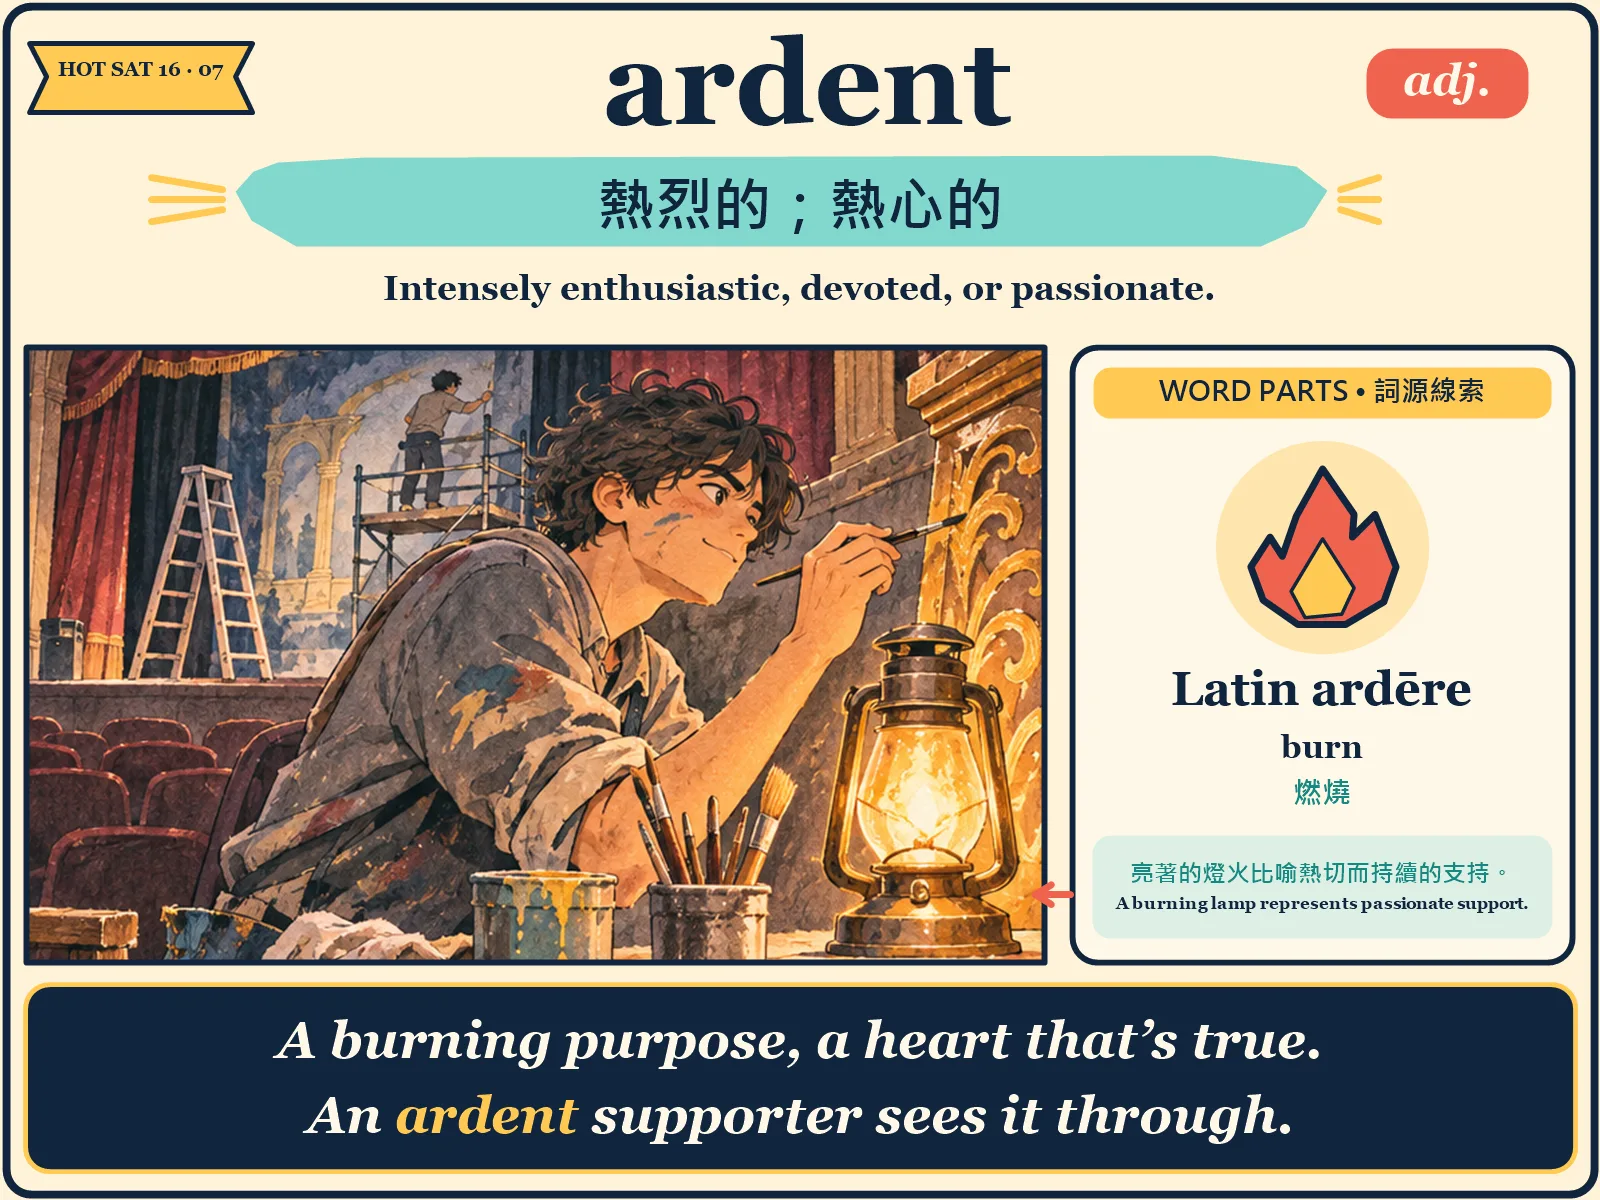 HOT SAT 16 · 07
ardent
adj.
熱烈的；熱心的
Intensely enthusiastic, devoted, or passionate.
WORD PARTS • 詞源線索
Latin ardēre
burn
燃燒
亮著的燈火比喻熱切而持續的支持。
A burning lamp represents passionate support.
A burning purpose, a heart that’s true.
An ardent supporter sees it through.